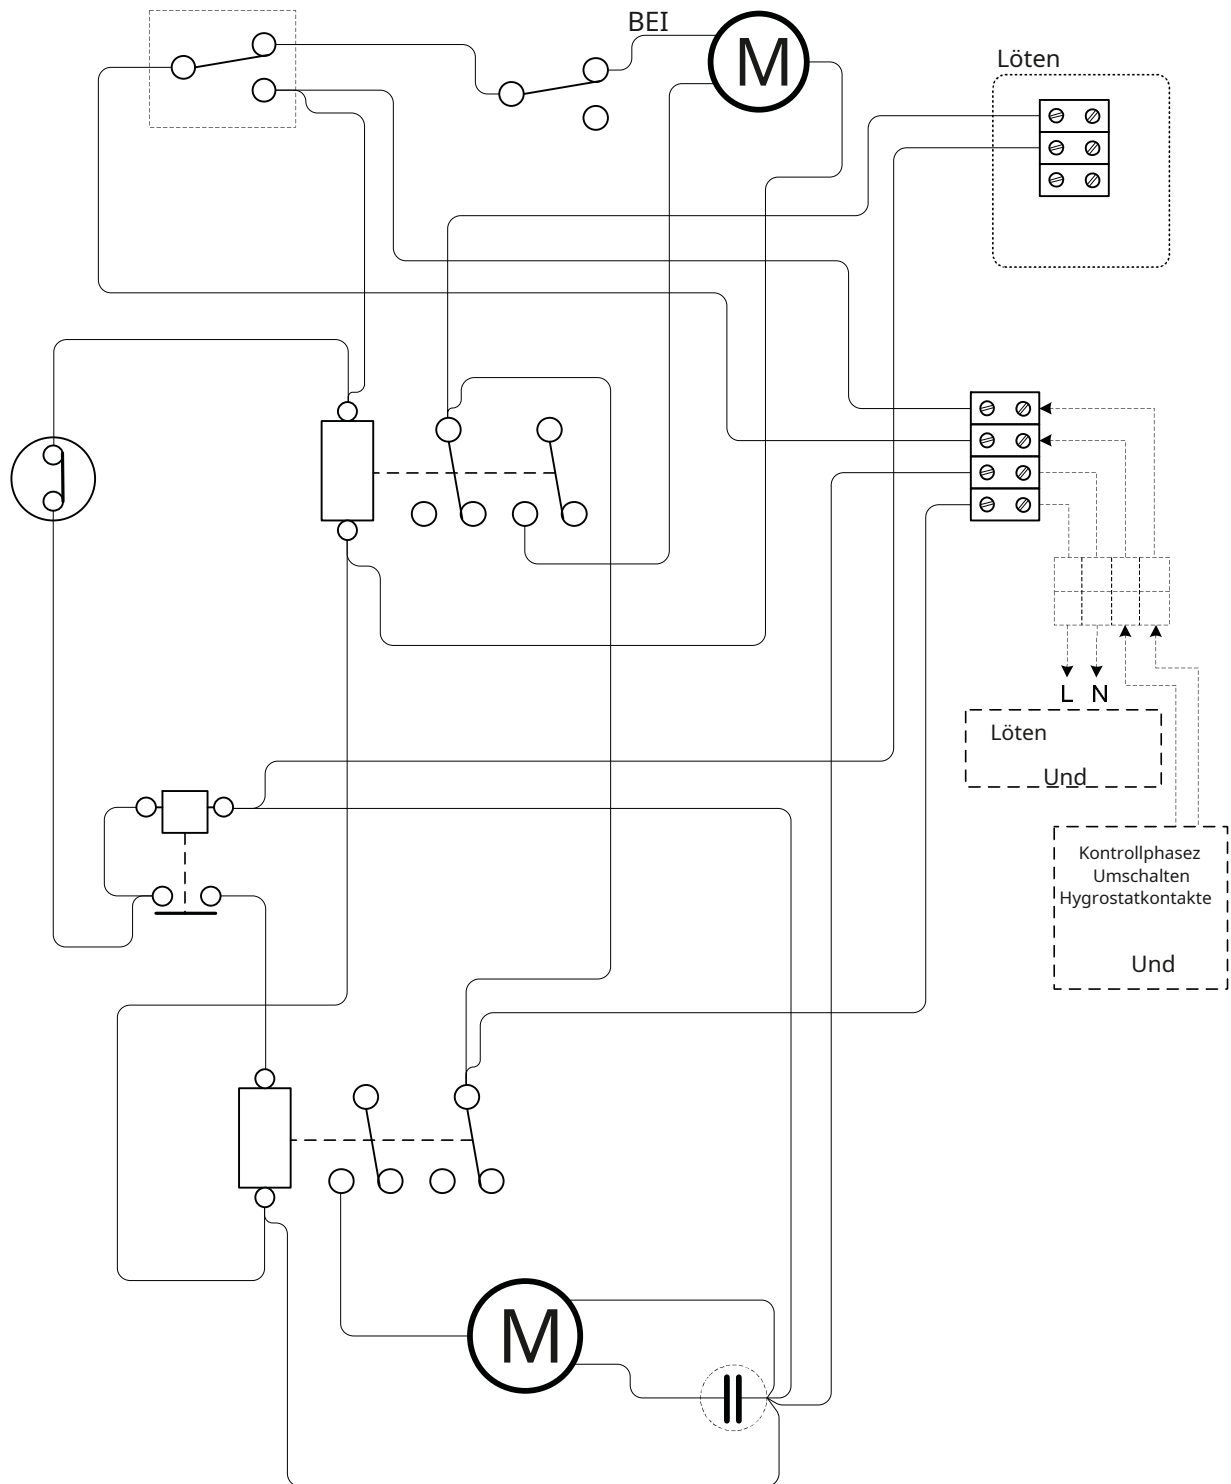 BEI
M
Löten
L N
Löten
Und
Kontrollphasez
Umschalten
Hygrostatkontakte
Und
M